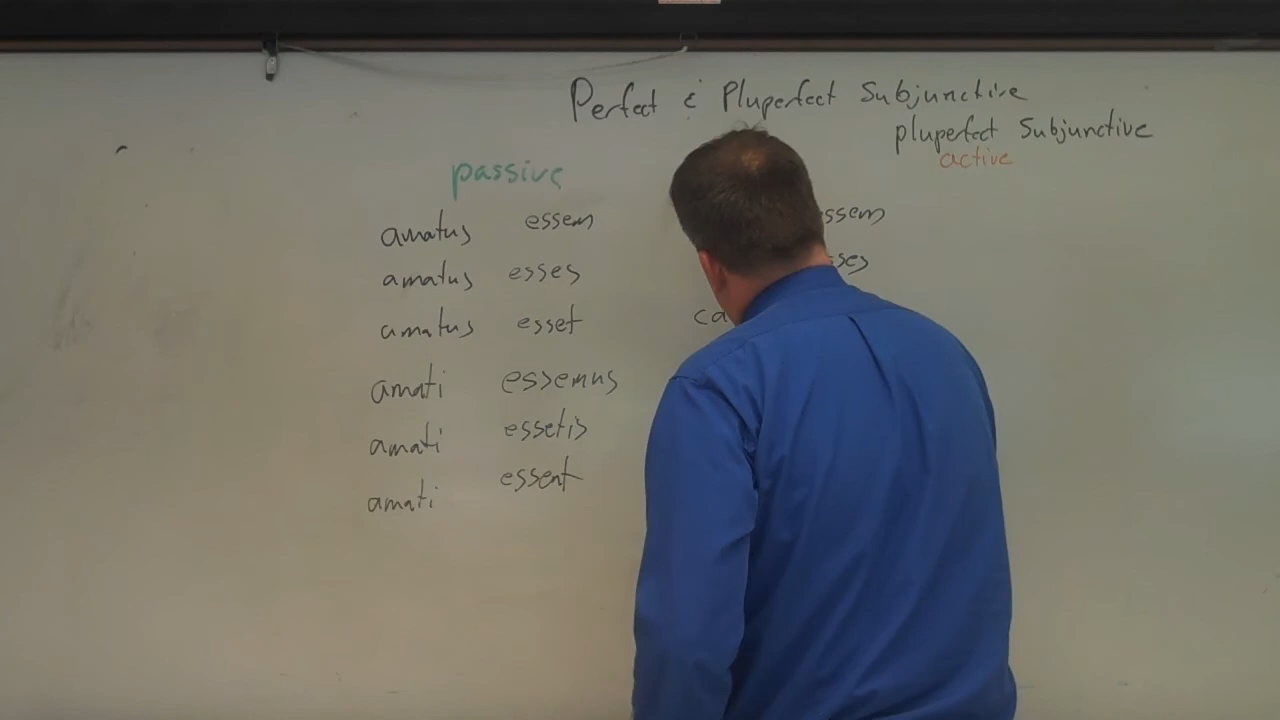 Perfect & Pluperfect Subjunctive
pluperfect Subjunctive
active
passive
amatus essem
amatus esses
amatus esset
amati essemus
amati essetis
amati essent